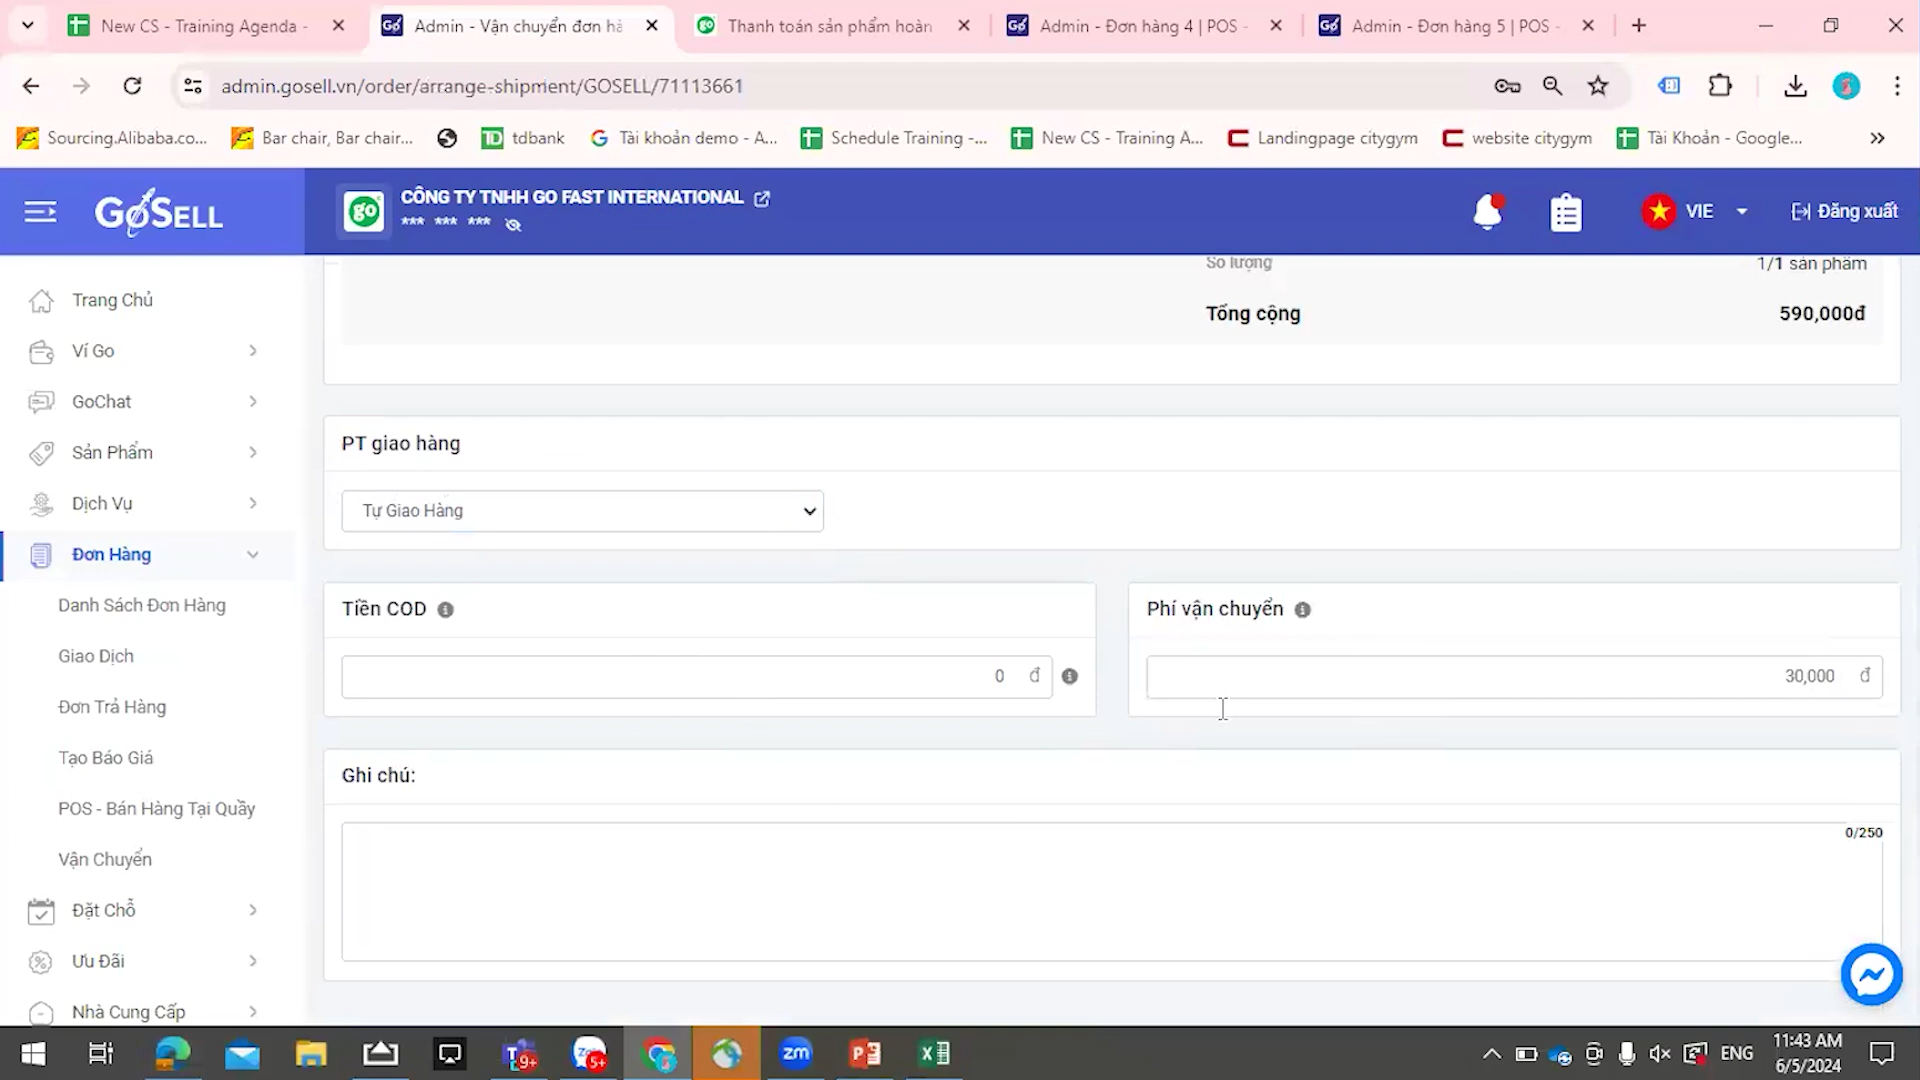 New CS - Training Agenda -
Admin - Vận chuyển đơn hà
Thanh toán sản phẩm hoàn
Admin - Đơn hàng 4 | POS -
Admin - Đơn hàng 5 | POS -
admin.gosell.vn/order/arrange-shipment/GOSELL/71113661
Sourcing.Alibaba.co...
Bar chair, Bar chair...
tdbank
Tài khoản demo - A...
Schedule Training -...
New CS - Training A...
Landingpage citygym
website citygym
Tài Khoản - Google...
GOSELL
go
CÔNG TY TNHH GO FAST INTERNATIONAL
*** *** ***
VIE
Đăng xuất
Trang Chủ
Ví Go
GoChat
Sản Phẩm
Dịch Vụ
Đơn Hàng
Danh Sách Đơn Hàng
Giao Dịch
Đơn Trả Hàng
Tạo Báo Giá
POS - Bán Hàng Tại Quầy
Vận Chuyển
Đặt Chỗ
Ưu Đãi
Nhà Cung Cấp
Số lượng 1/1 sản phẩm
Tổng cộng 590,000đ
PT giao hàng
Tự Giao Hàng
Tiền COD
0 đ
Phí vận chuyển
30,000 đ
Ghi chú:
0/250
9+
5+
zm
ENG
11:43 AM
6/5/2024